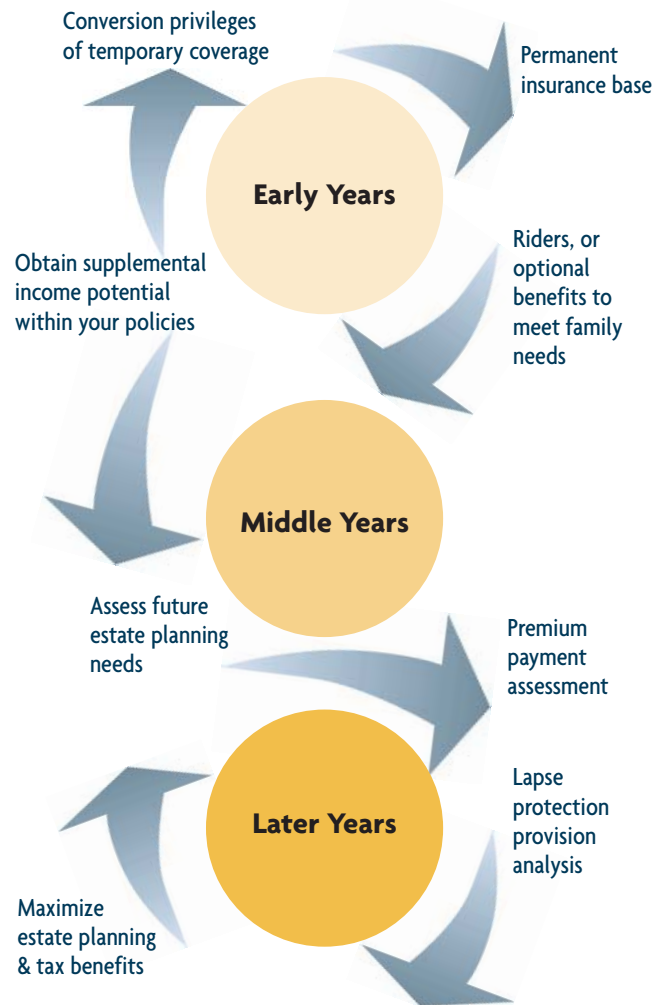 Conversion privileges
of temporary coverage
Permanent
insurance base
Early Years
Obtain supplemental
income potential
within your policies
Riders, or
optional
benefits to
meet family
needs
Middle Years
Assess future
estate planning
needs
Premium
payment
assessment
Later Years
Lapse
protection
provision
analysis
Maximize
estate planning
& tax benefits